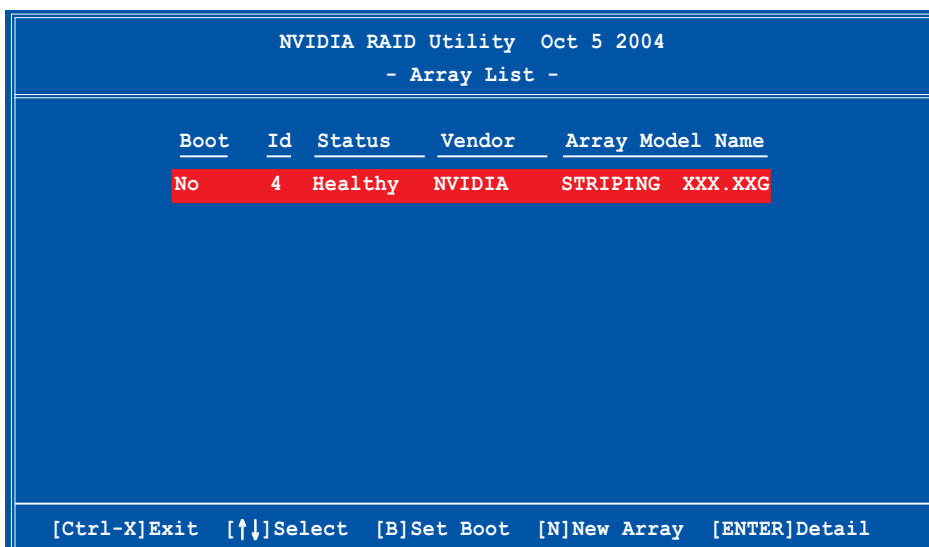 NVIDIA RAID Utility Oct 5 2004
- Array List -
Boot Id Status Vendor Array Model Name
No 4 Healthy NVIDIA STRIPING XXX.XXG
[Ctrl-X]Exit [↑↓]Select [B]Set Boot [N]New Array [ENTER]Detail